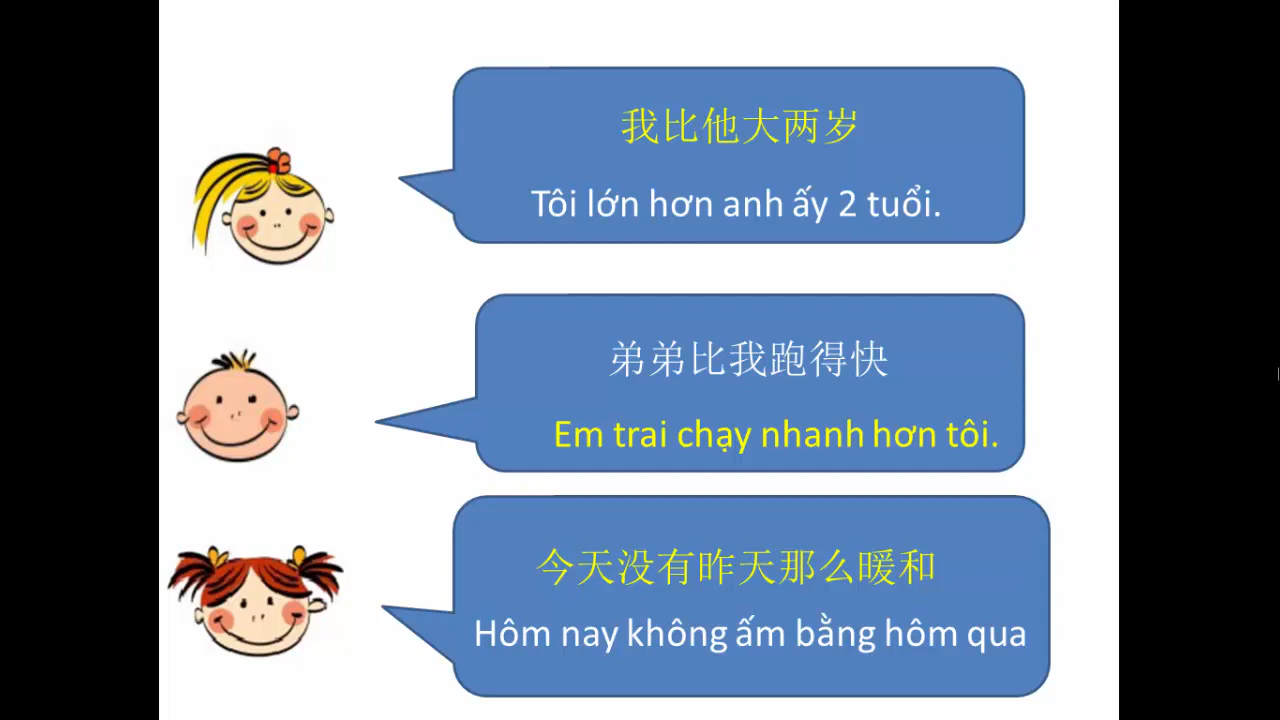 我比他大两岁
Tôi lớn hơn anh ấy 2 tuổi.
弟弟比我跑得快
Em trai chạy nhanh hơn tôi.
今天没有昨天那么暖和
Hôm nay không ấm bằng hôm qua